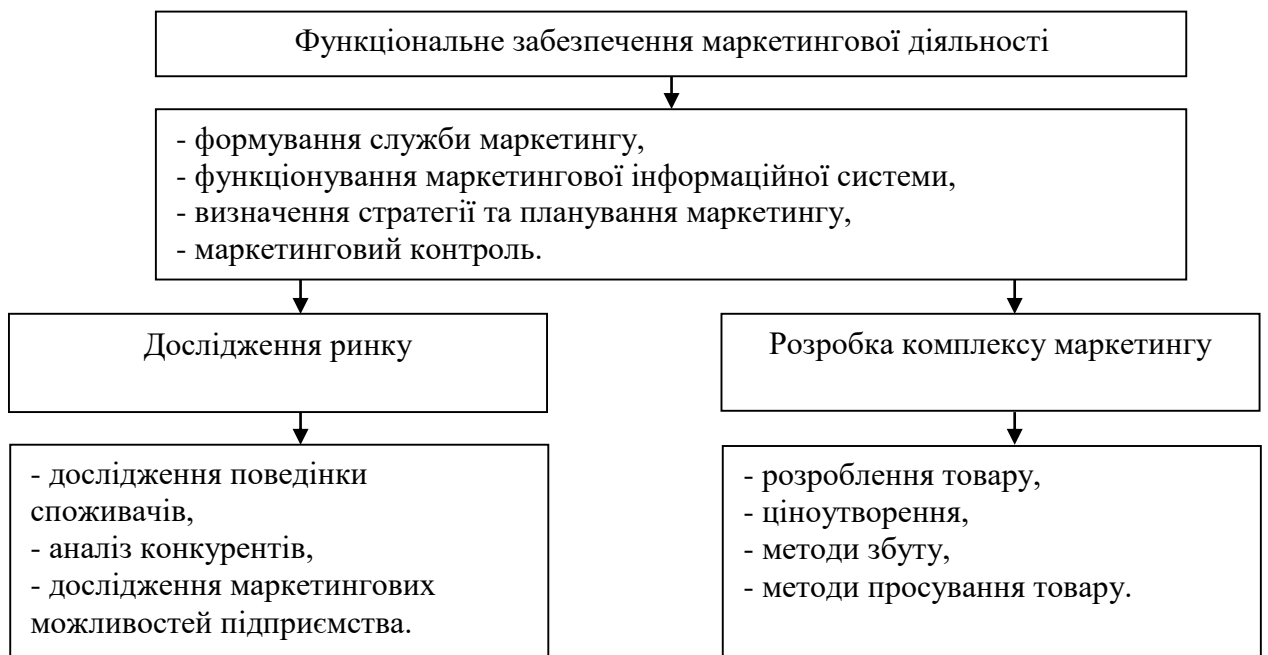 Функціональне забезпечення маркетингової діяльності
- формування служби маркетингу,
- функціонування маркетингової інформаційної системи,
- визначення стратегії та планування маркетингу,
- маркетинговий контроль.
Дослідження ринку
Розробка комплексу маркетингу
- дослідження поведінки
споживачів,
- аналіз конкурентів,
- дослідження маркетингових
можливостей підприємства.
- розроблення товару,
- ціноутворення,
- методи збуту,
- методи просування товару.